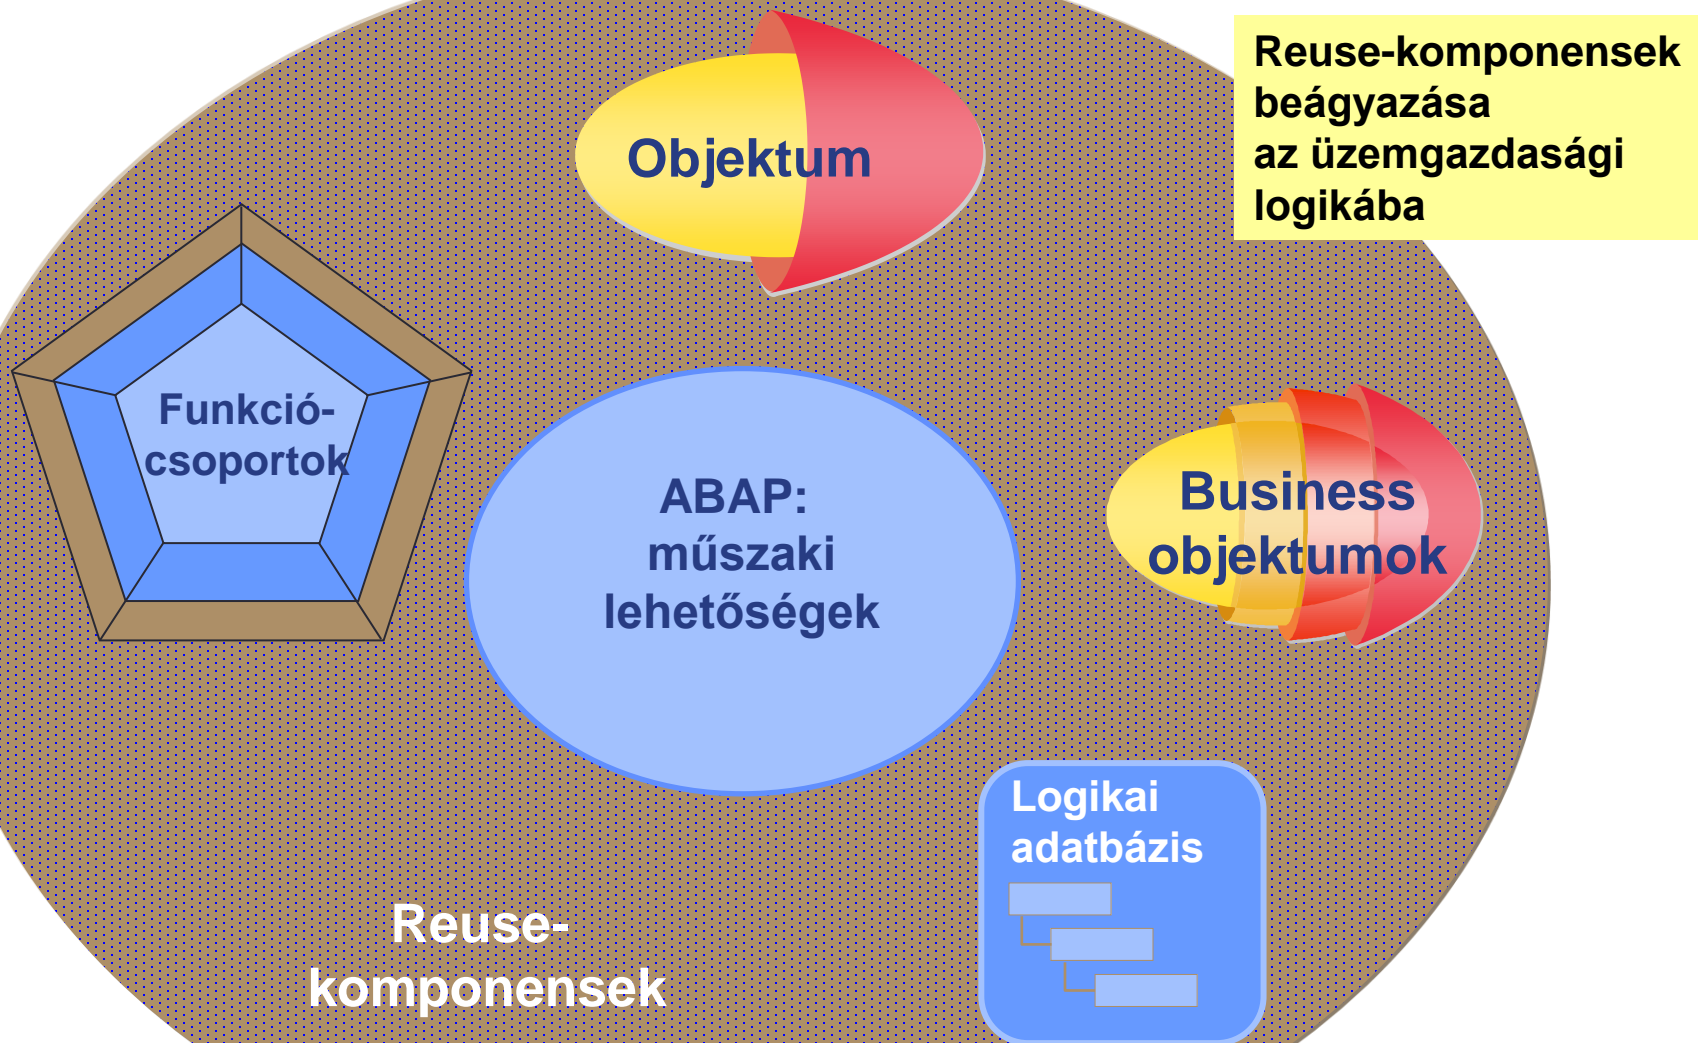 Reuse-komponensek
beágyazása
az üzemgazdasági
logikába
Objektum
Funkció-
csoportok
ABAP:
műszaki
lehetőségek
Business
objektumok
Logikai
adatbázis
Reuse-
komponensek